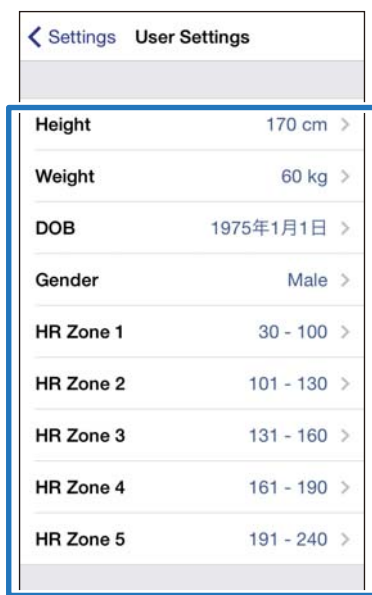 Settings User Settings
Height 170 cm
Weight 60 kg
DOB 1975年1月1日
Gender Male
HR Zone 1 30 - 100
HR Zone 2 101 - 130
HR Zone 3 131 - 160
HR Zone 4 161 - 190
HR Zone 5 191 - 240